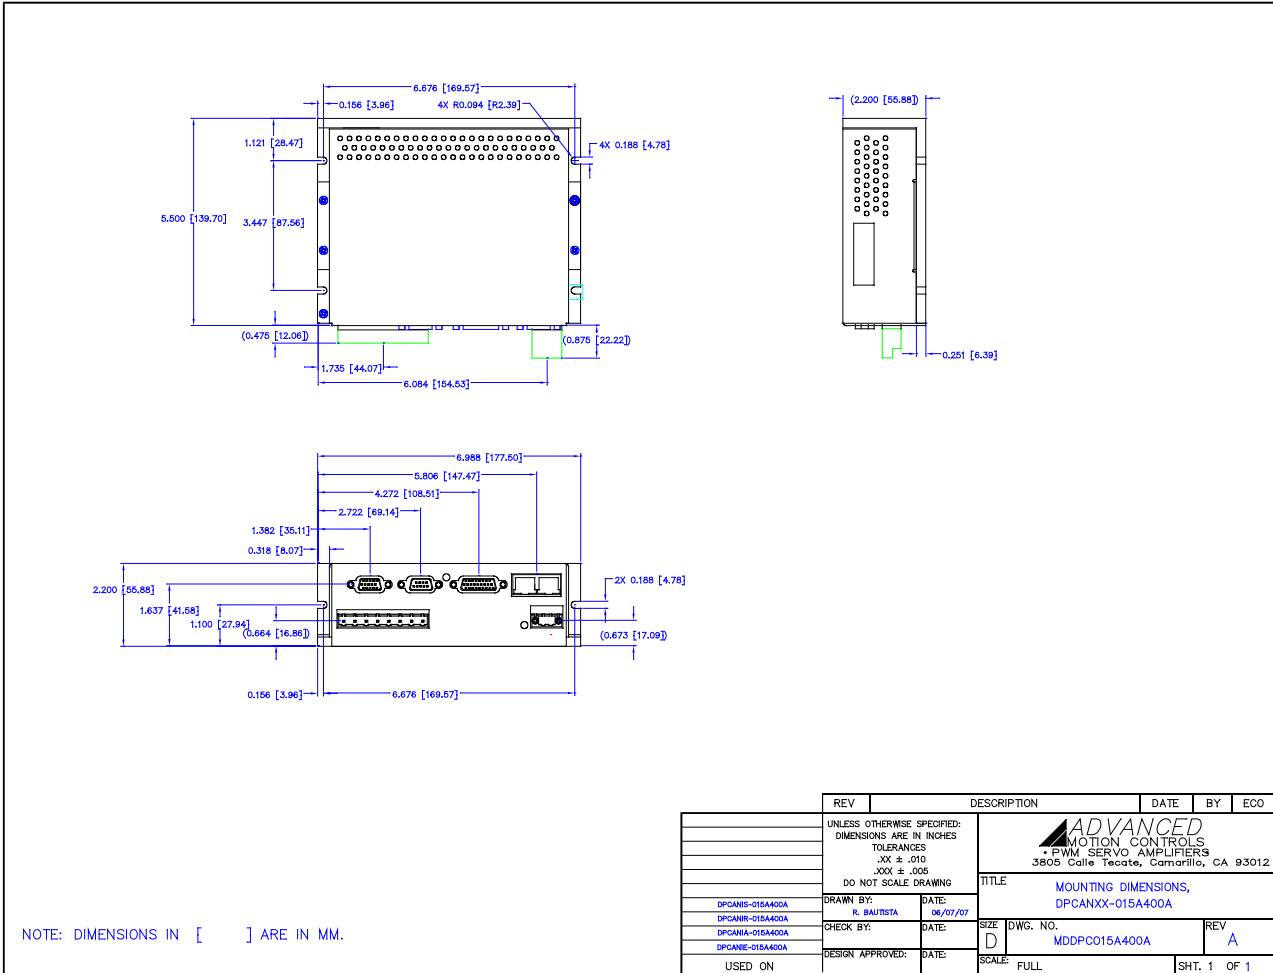 6.676 [169.57]
0.156 [3.96]
4X R0.094 [R2.39]
(2.200 [55.88])
1.121 [28.47]
4X 0.188 [4.78]
5.500 [139.70]
3.447 [87.56]
(0.475 [12.06])
(0.875 [22.22])
0.251 [6.39]
1.735 [44.07]
6.084 [154.53]
6.988 [177.50]
5.806 [147.47]
4.272 [108.51]
2.722 [69.14]
1.382 [35.11]
0.318 [8.07]
2.200 [55.88]
2X 0.188 [4.78]
1.637 [41.58]
1.100 [27.94]
(0.664 [16.86])
(0.673 [17.09])
0.156 [3.96]
6.676 [169.57]
NOTE: DIMENSIONS IN [ ] ARE IN MM.
REV DESCRIPTION DATE BY ECO
UNLESS OTHERWISE SPECIFIED:
DIMENSIONS ARE IN INCHES
TOLERANCES
.XX ± .010
.XXX ± .005
DO NOT SCALE DRAWING
ADVANCED
MOTION CONTROLS
• PWM SERVO AMPLIFIERS
3805 Calle Tecate, Camarillo, CA 93012
TITLE
MOUNTING DIMENSIONS,
DPCANXX-015A400A
DPCANIS-015A400A
DPCANIR-015A400A
DPCANIA-015A400A
DPCANIE-015A400A
USED ON
DRAWN BY: DATE:
R. BAUTISTA 06/07/07
CHECK BY: DATE:
DESIGN APPROVED: DATE:
SIZE DWG. NO. REV
D MDDPC015A400A A
SCALE: FULL SHT. 1 OF 1